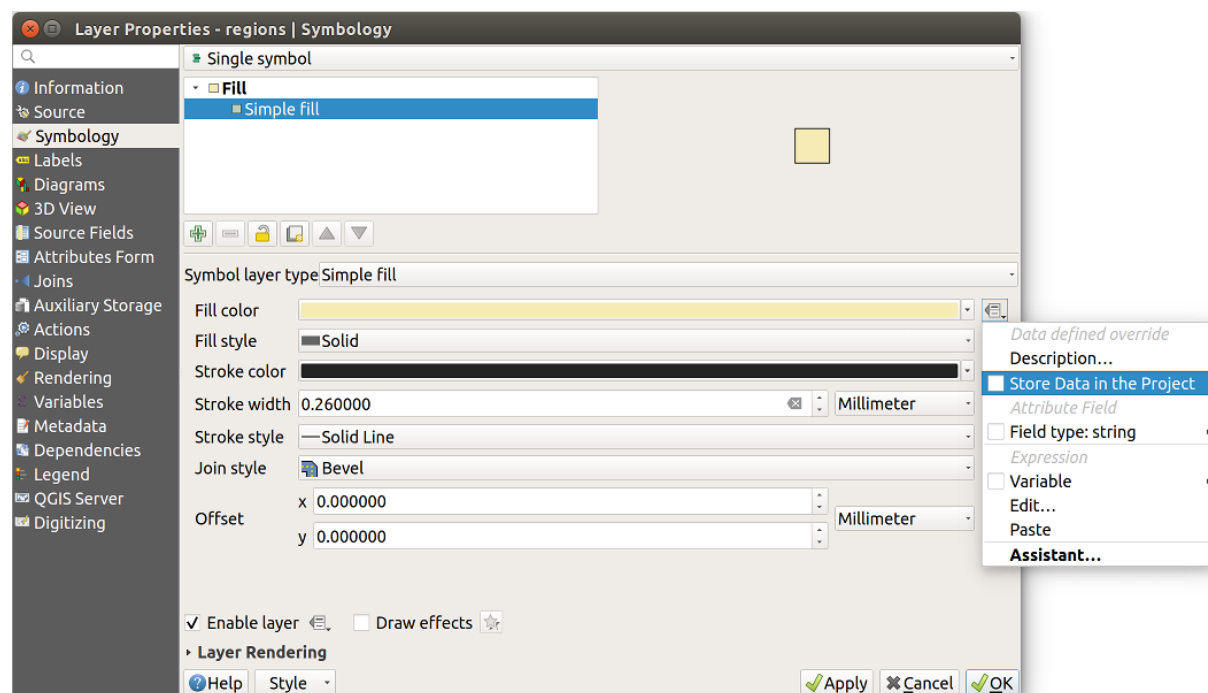 Layer Properties - regions | Symbology
Single symbol
Information
Source
Symbology
Labels
Diagrams
3D View
Source Fields
Attributes Form
Joins
Auxiliary Storage
Actions
Display
Rendering
Variables
Metadata
Dependencies
Legend
QGIS Server
Digitizing
Fill
Simple fill
Symbol layer type Simple fill
Fill color
Fill style Solid
Stroke color
Stroke width 0.260000 Millimeter
Stroke style Solid Line
Join style Bevel
Offset x 0.000000 Millimeter
y 0.000000
Enable layer Draw effects
Layer Rendering
Help Style Apply Cancel OK
Data defined override
Description...
Store Data in the Project
Attribute Field
Field type: string
Expression
Variable
Edit...
Paste
Assistant...